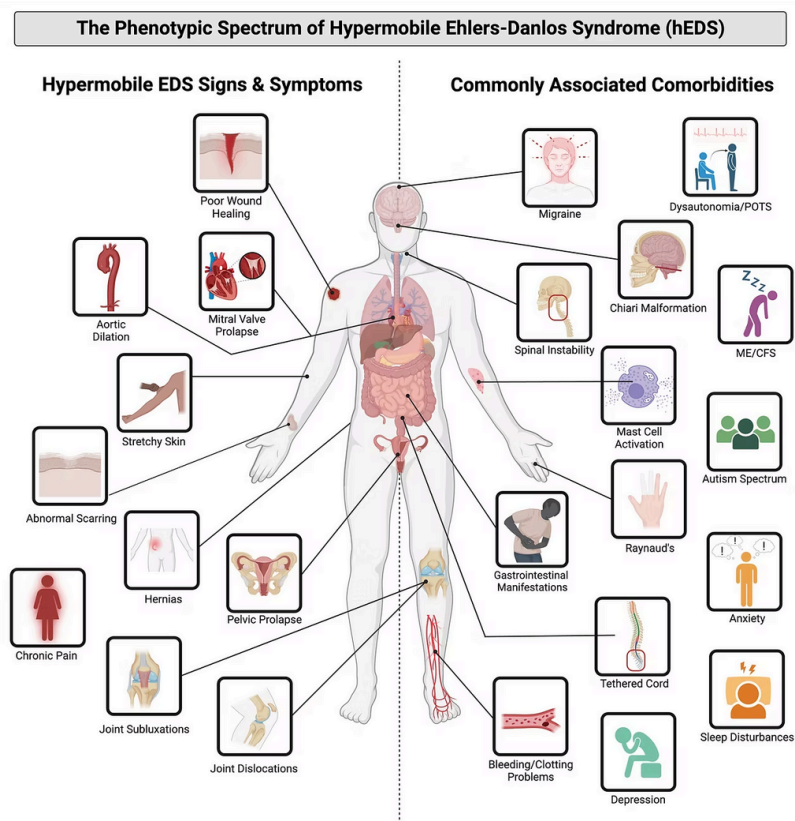 The Phenotypic Spectrum of Hypermobile Ehlers-Danlos Syndrome (hEDS)
Hypermobile EDS Signs & Symptoms
Commonly Associated Comorbidities
Poor Wound
Healing
Aortic
Dilation
Mitral Valve
Prolapse
Stretchy Skin
Abnormal Scarring
Hernias
Pelvic Prolapse
Chronic Pain
Joint Subluxations
Joint Dislocations
Migraine
Dysautonomia/POTS
Chiari Malformation
Spinal Instability
ZZZ
ME/CFS
Mast Cell
Activation
Autism Spectrum
Raynaud's
Gastrointestinal
Manifestations
! ! !
Anxiety
Tethered Cord
Sleep Disturbances
Bleeding/Clotting
Problems
Depression